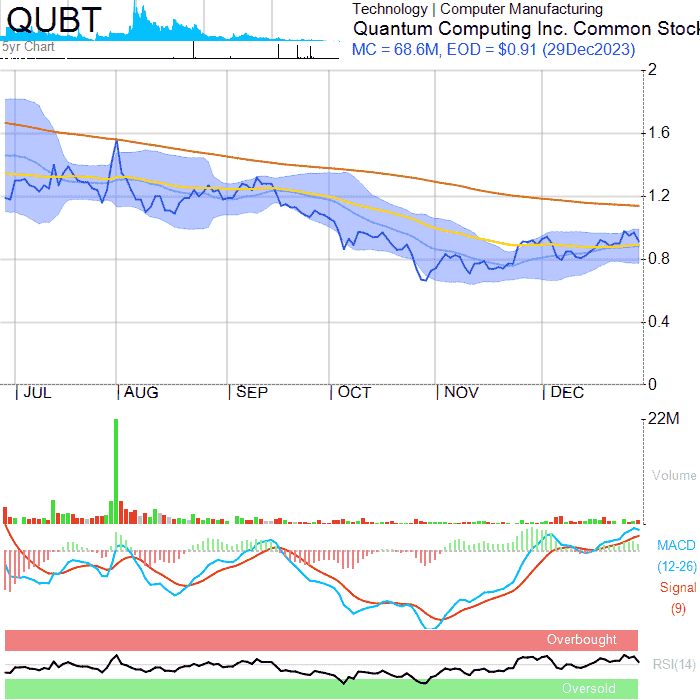 QUBT
Technology | Computer Manufacturing
Quantum Computing Inc. Common Stock
MC = 68.6M, EOD = $0.91 (29Dec2023)
5yr Chart
2
1.6
1.2
0.8
0.4
0
| JUL | AUG | SEP | OCT | NOV | DEC
22M
Volume
MACD
(12-26)
Signal
(9)
Overbought
RSI(14)
Oversold